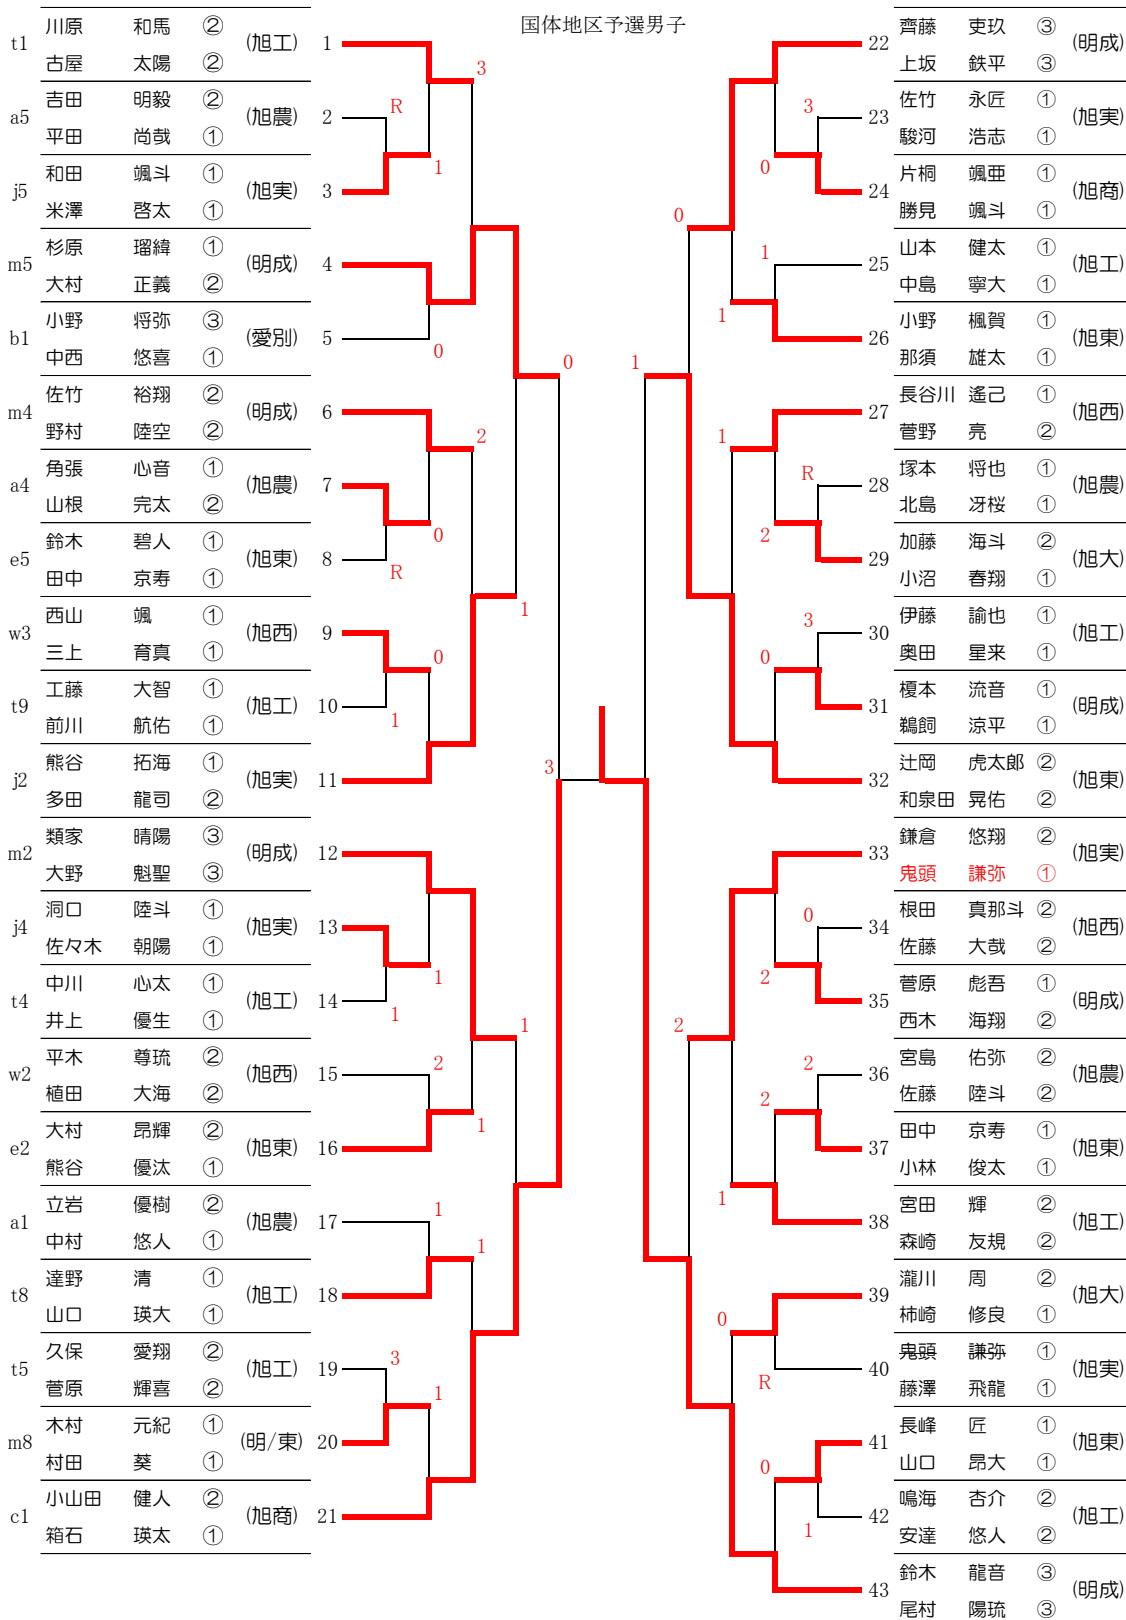 国体地区予選男子
t1 川原 和馬 ② (旭工) 1
古屋 太陽 ②
a5 吉田 明毅 ② (旭農) 2
平田 尚哉 ①
j5 和田 颯斗 ① (旭実) 3
米澤 啓太 ①
m5 杉原 瑠緯 ① (明成) 4
大村 正義 ②
b1 小野 将弥 ③ (愛別) 5
中西 悠喜 ①
m4 佐竹 裕翔 ② (明成) 6
野村 陸空 ②
a4 角張 心音 ① (旭農) 7
山根 完太 ②
e5 鈴木 碧人 ① (旭東) 8
田中 京寿 ①
w3 西山 颯 ① (旭西) 9
三上 育真 ①
t9 工藤 大智 ① (旭工) 10
前川 航佑 ①
j2 熊谷 拓海 ① (旭実) 11
多田 龍司 ②
m2 類家 晴陽 ③ (明成) 12
大野 魁聖 ③
j4 洞口 陸斗 ① (旭実) 13
佐々木 朝陽 ①
t4 中川 心太 ① (旭工) 14
井上 優生 ①
w2 平木 尊琉 ② (旭西) 15
植田 大海 ②
e2 大村 昂輝 ② (旭東) 16
熊谷 優汰 ①
a1 立岩 優樹 ② (旭農) 17
中村 悠人 ①
t8 達野 清 ① (旭工) 18
山口 瑛大 ①
t5 久保 愛翔 ② (旭工) 19
菅原 輝喜 ②
m8 木村 元紀 ① (明/東) 20
村田 葵 ①
c1 小山田 健人 ② (旭商) 21
箱石 瑛太 ①
3
R
1
0
0
2
0
R
1
0
1
3
1
1
1
2
1
1
1
3
1
0
3
0
1
1
1
1
R
2
3
0
0
2
2
2
2
1
0
R
0
1
22 齊藤 吏玖 ③ (明成)
上坂 鉄平 ③
23 佐竹 永匠 ① (旭実)
駿河 浩志 ①
24 片桐 颯亜 ① (旭商)
勝見 颯斗 ①
25 山本 健太 ① (旭工)
中島 寧大 ①
26 小野 楓賀 ① (旭東)
那須 雄太 ①
27 長谷川 遙己 ① (旭西)
菅野 亮 ②
28 塚本 将也 ① (旭農)
北島 冴桜 ①
29 加藤 海斗 ② (旭大)
小沼 春翔 ①
30 伊藤 諭也 ① (旭工)
奥田 星来 ①
31 榎本 流音 ① (明成)
鵜飼 涼平 ①
32 辻岡 虎太郎 ② (旭東)
和泉田 晃佑 ②
33 鎌倉 悠翔 ② (旭実)
鬼頭 謙弥 ①
34 根田 真那斗 ② (旭西)
佐藤 大哉 ②
35 菅原 彪吾 ① (明成)
西木 海翔 ②
36 宮島 佑弥 ② (旭農)
佐藤 陸斗 ②
37 田中 京寿 ① (旭東)
小林 俊太 ①
38 宮田 輝 ② (旭工)
森崎 友規 ②
39 瀧川 周 ② (旭大)
柿崎 修良 ①
40 鬼頭 謙弥 ① (旭実)
藤澤 飛龍 ①
41 長峰 匠 ① (旭東)
山口 昂大 ①
42 鳴海 杏介 ② (旭工)
安達 悠人 ②
43 鈴木 龍音 ③ (明成)
尾村 陽琉 ③